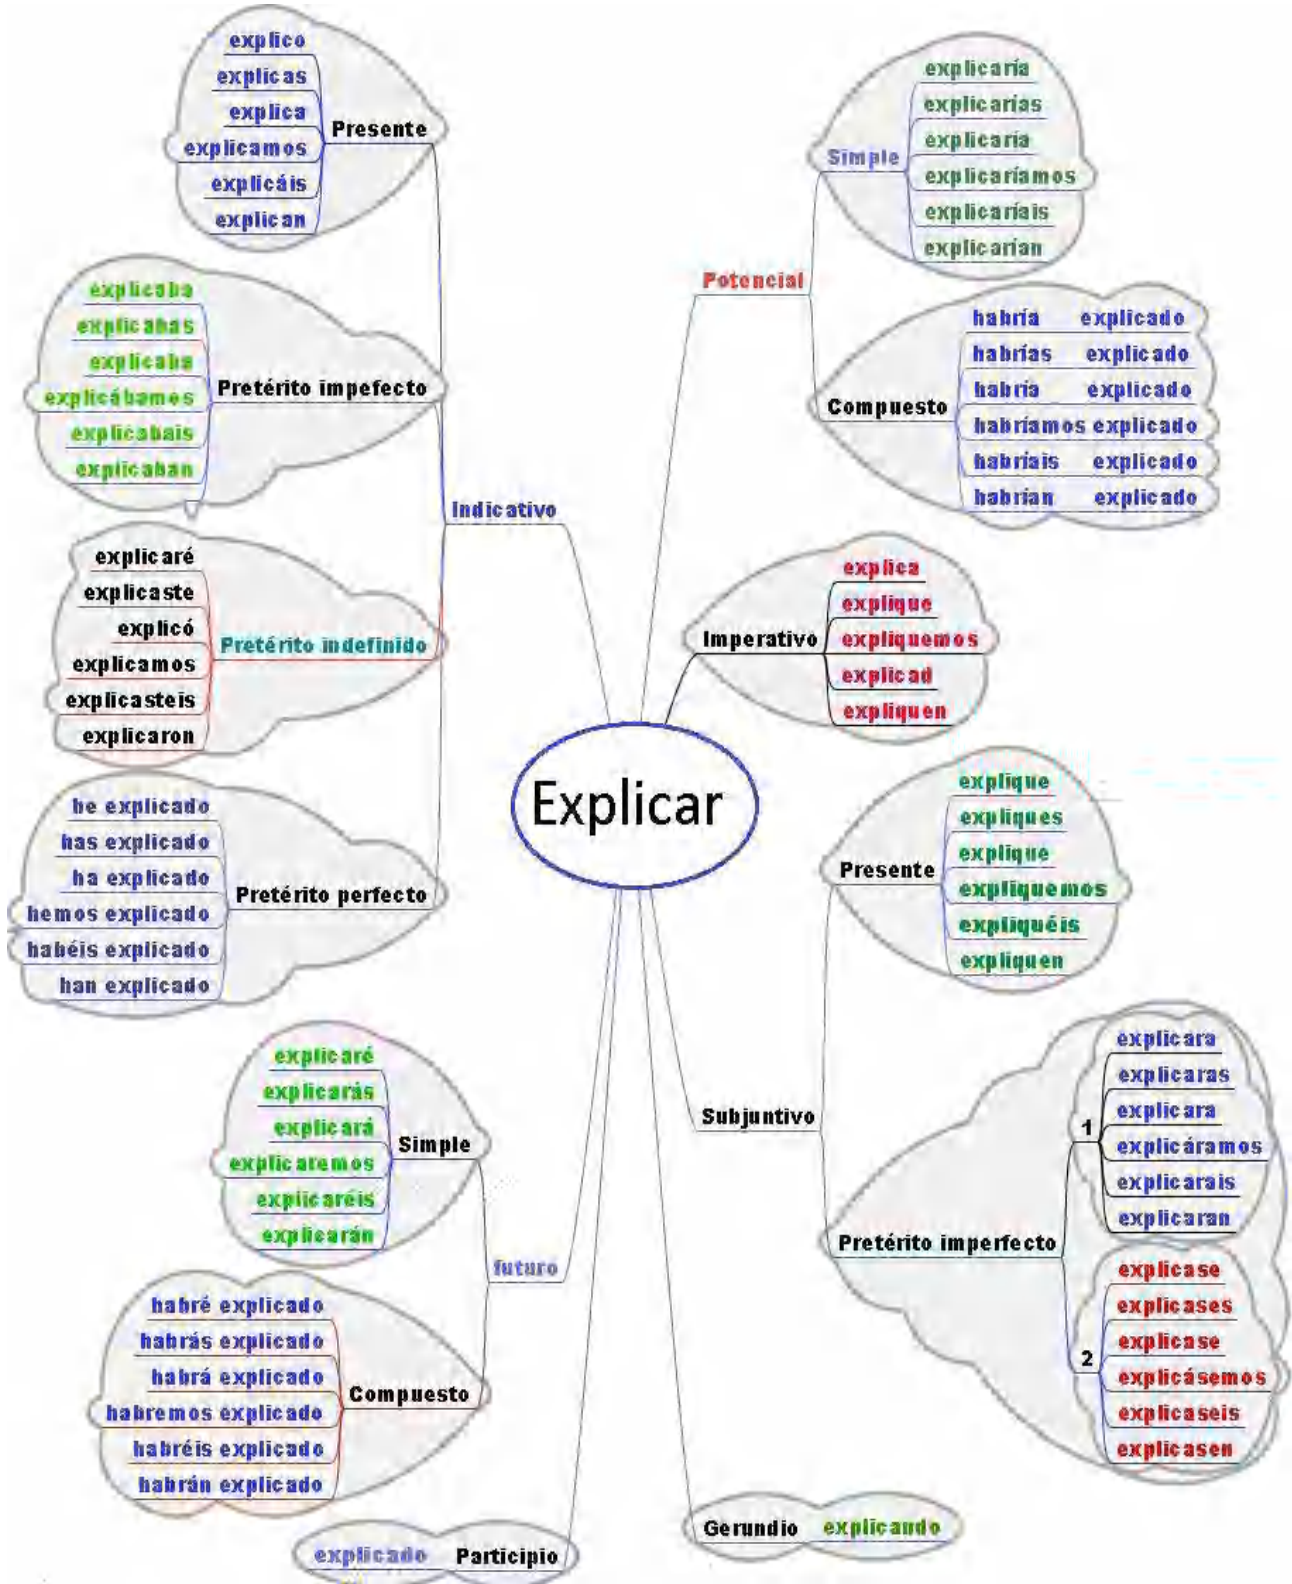 Explicar
Indicativo
Presente
explico
explicas
explica
explicamos
explicáis
explican
Pretérito impefecto
explicaba
explicabas
explicaba
explicábamos
explicabais
explicaban
Pretérito indefinido
explicaré
explicaste
explicó
explicamos
explicasteis
explicaron
Pretérito perfecto
he explicado
has explicado
ha explicado
hemos explicado
habéis explicado
han explicado
futuro
Simple
explicaré
explicarás
explicará
explicaremos
explicaréis
explicarán
Compuesto
habré explicado
habrás explicado
habrá explicado
habremos explicado
habréis explicado
habrán explicado
Participio
explicado
Potencial
Simple
explicaría
explicarías
explicaría
explicaríamos
explicaríais
explicarían
Compuesto
habría explicado
habrías explicado
habría explicado
habríamos explicado
habríais explicado
habrían explicado
Imperativo
explica
explique
expliquemos
explicad
expliquen
Subjuntivo
Presente
explique
expliques
explique
expliquemos
expliquéis
expliquen
Pretérito imperfecto
1
explicara
explicaras
explicara
explicáramos
explicarais
explicaran
2
explicase
explicases
explicase
explicásemos
explicaseis
explicasen
Gerundio
explicando